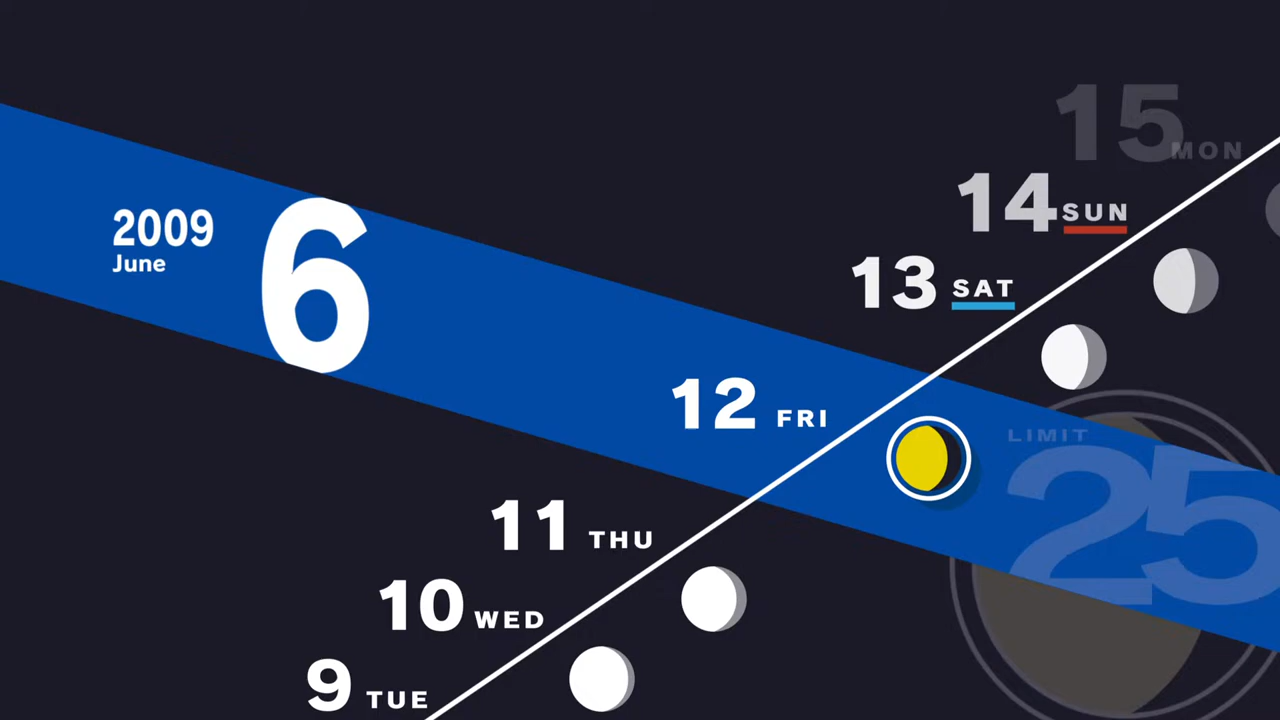 2009
June
6
15 MON
14 SUN
13 SAT
12 FRI
LIMIT
25
11 THU
10 WED
9 TUE